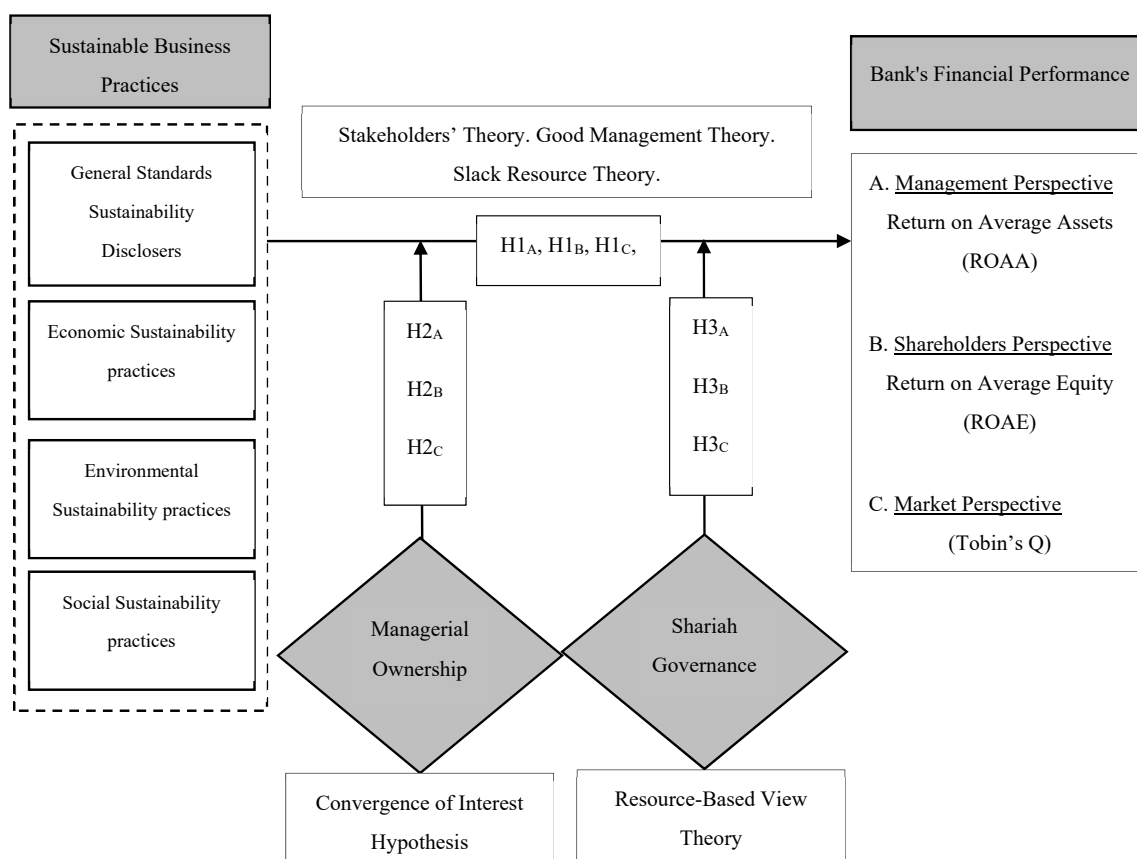 Sustainable Business
Practices
General Standards
Sustainability
Disclosers
Economic Sustainability
practices
Environmental
Sustainability practices
Social Sustainability
practices
Stakeholders’ Theory. Good Management Theory.
Slack Resource Theory.
H1A, H1B, H1C,
H2A
H2B
H2C
H3A
H3B
H3C
Managerial
Ownership
Shariah
Governance
Convergence of Interest
Hypothesis
Resource-Based View
Theory
Bank's Financial Performance
A. Management Perspective
Return on Average Assets
(ROAA)
B. Shareholders Perspective
Return on Average Equity
(ROAE)
C. Market Perspective
(Tobin’s Q)